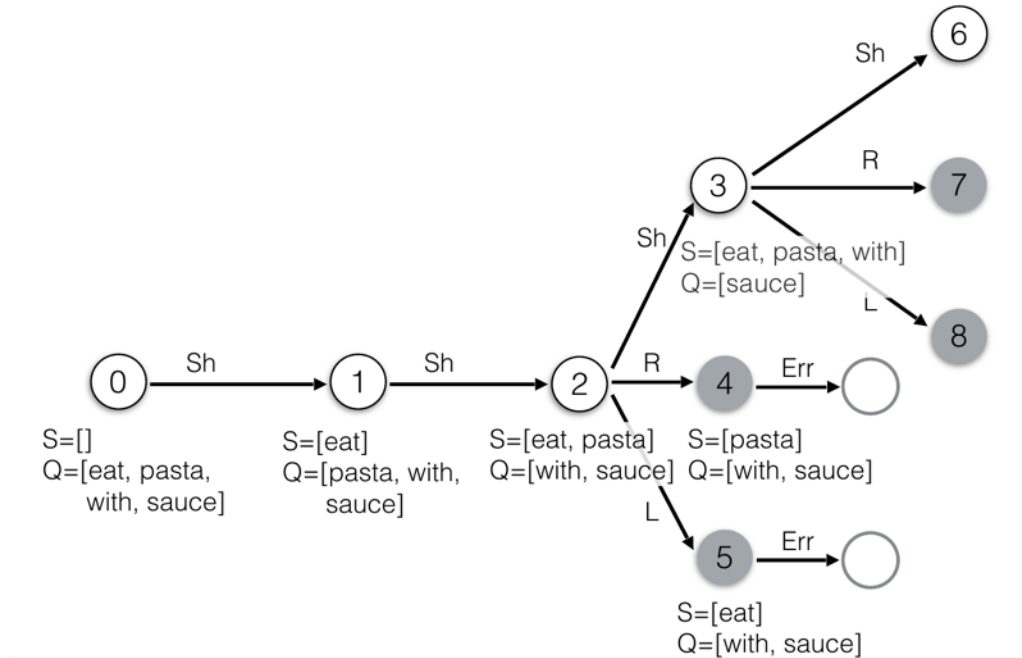 6
Sh
R
3
7
Sh
S=[eat, pasta, with]
Q=[sauce]
L
8
Sh
Sh
R
Err
0
1
2
4
S=[]
Q=[eat, pasta,
with, sauce]
S=[eat]
Q=[pasta, with,
sauce]
S=[eat, pasta]
Q=[with, sauce]
S=[pasta]
Q=[with, sauce]
L
Err
5
S=[eat]
Q=[with, sauce]